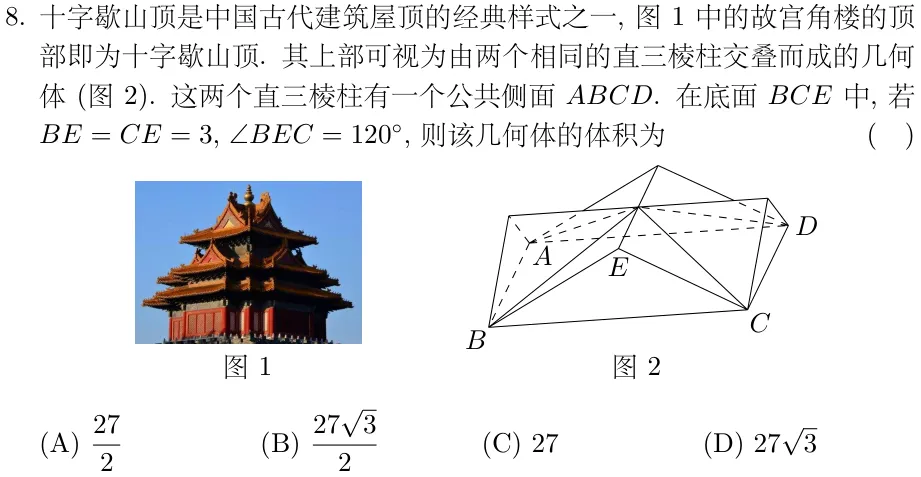 8. 十字歇山顶是中国古代建筑屋顶的经典样式之一, 图 1 中的故宫角楼的顶
部即为十字歇山顶. 其上部可视为由两个相同的直三棱柱交叠而成的几何
体 (图 2). 这两个直三棱柱有一个公共侧面 ABCD. 在底面 BCE 中, 若
BE = CE = 3, ∠BEC = 120°, 则该几何体的体积为 ( )
D
A
E
C
B
图 1 图 2
(A) 27/2 (B) 27√3/2 (C) 27 (D) 27√3